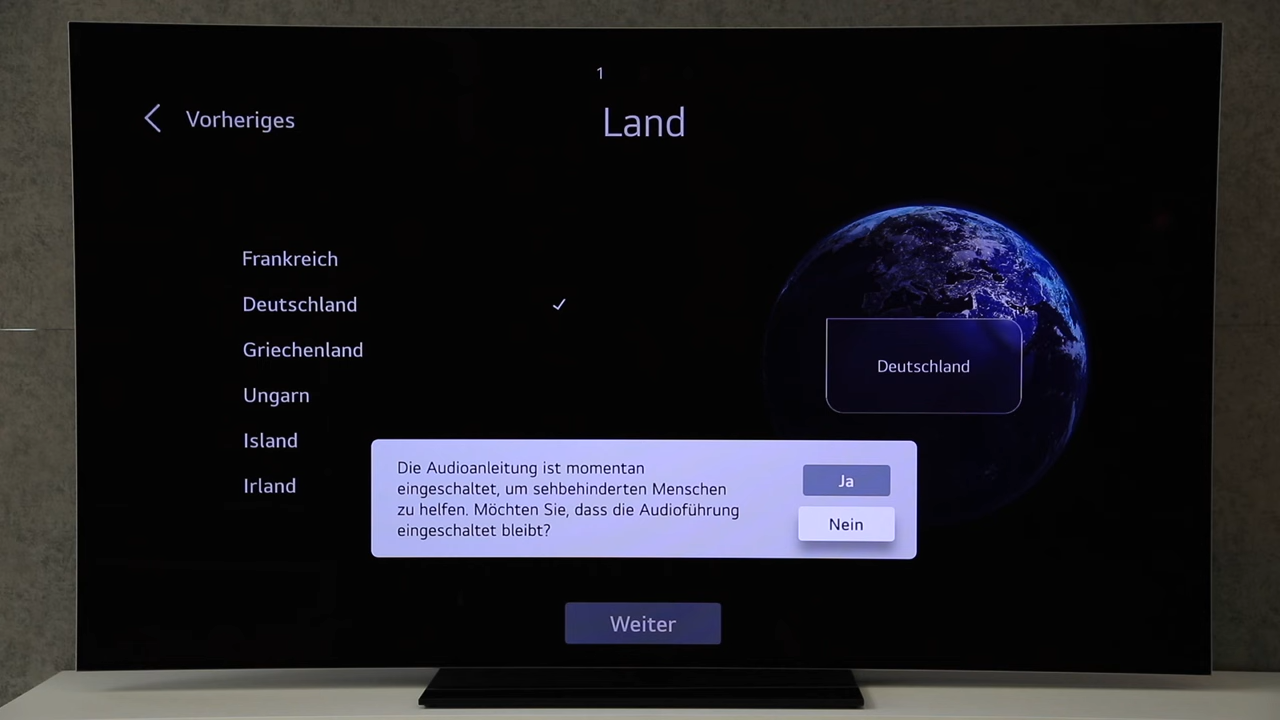 1
Vorheriges
Land
Frankreich
Deutschland
Griechenland
Ungarn
Island
Irland
Deutschland
Die Audioanleitung ist momentan
eingeschaltet, um sehbehinderten Menschen
zu helfen. Möchten Sie, dass die Audioführung
eingeschaltet bleibt?
Ja
Nein
Weiter